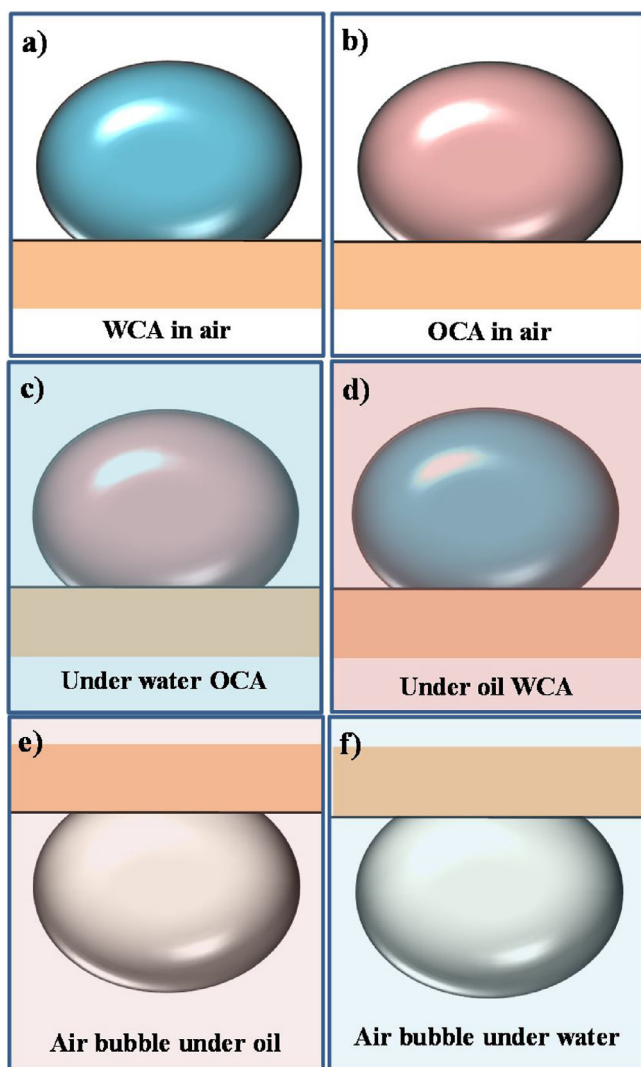 a)
WCA in air
b)
OCA in air
c)
Under water OCA
d)
Under oil WCA
e)
Air bubble under oil
f)
Air bubble under water